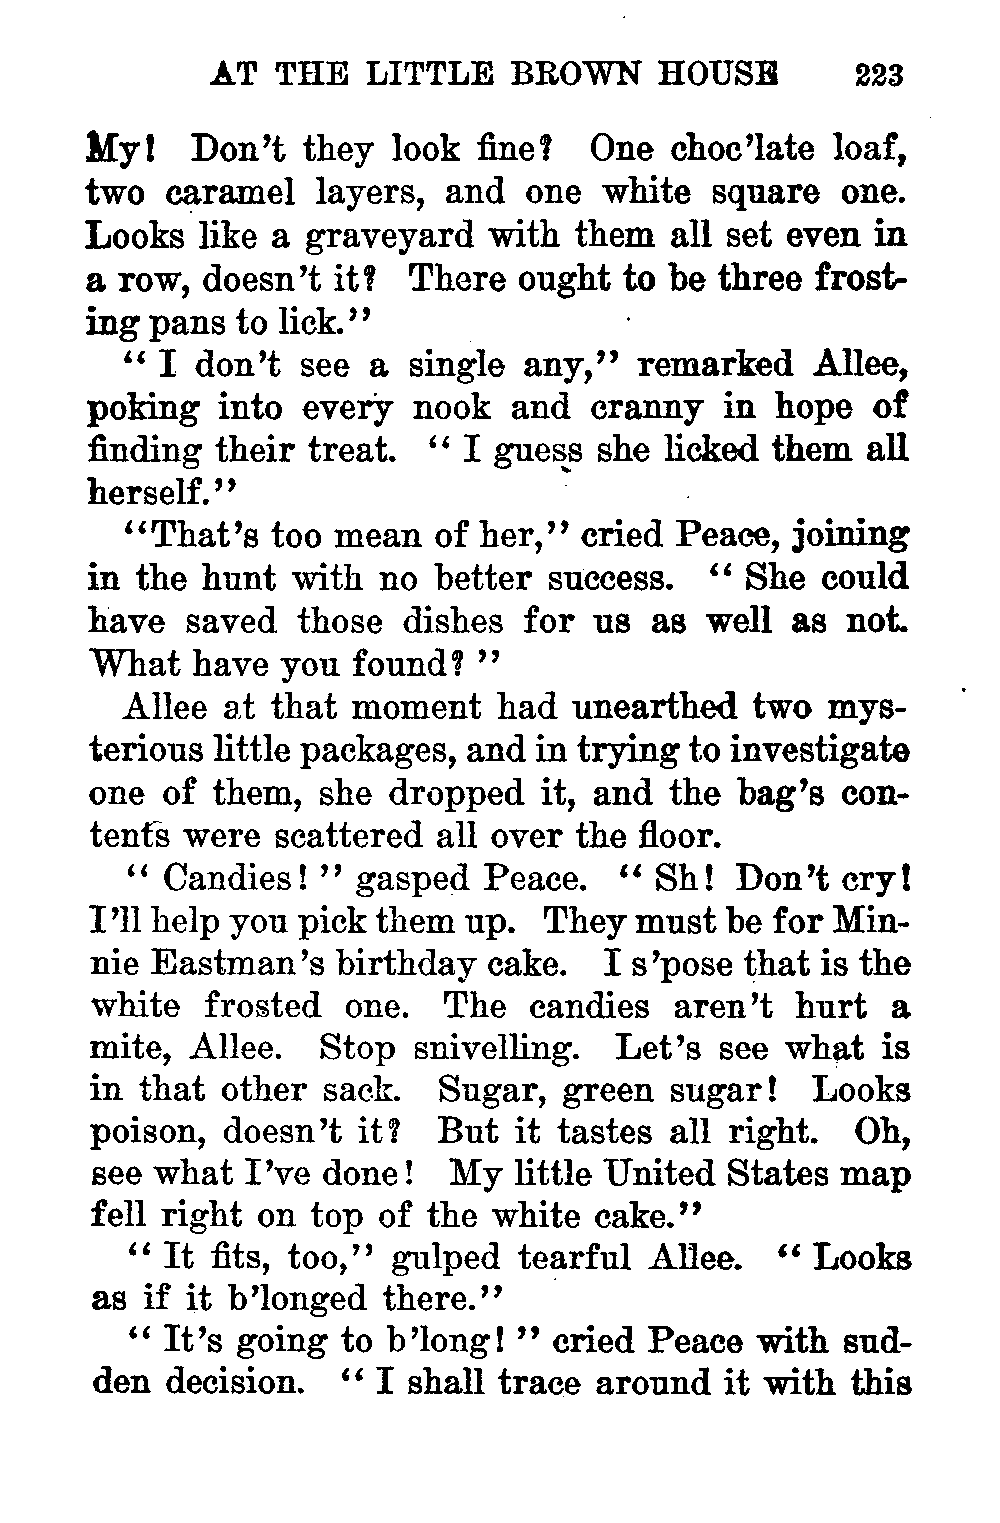 AT THE LITTLE BROWN HOUSE 223
My! Don't they look fine? One choc'late loaf,
two caramel layers, and one white square one.
Looks like a graveyard with them all set even in
a row, doesn't it? There ought to be three frost-
ing pans to lick."
" I don't see a single any," remarked Allee,
poking into every nook and cranny in hope of
finding their treat. " I guess she licked them all
herself."
"That's too mean of her," cried Peace, joining
in the hunt with no better success. " She could
have saved those dishes for us as well as not.
What have you found? "
Allee at that moment had unearthed two mys-
terious little packages, and in trying to investigate
one of them, she dropped it, and the bag's con-
tents were scattered all over the floor.
" Candies! " gasped Peace. " Sh! Don't cry!
I'll help you pick them up. They must be for Min-
nie Eastman's birthday cake. I s'pose that is the
white frosted one. The candies aren't hurt a
mite, Allee. Stop snivelling. Let's see what is
in that other sack. Sugar, green sugar! Looks
poison, doesn't it? But it tastes all right. Oh,
see what I've done! My little United States map
fell right on top of the white cake."
" It fits, too," gulped tearful Allee. " Looks
as if it b'longed there."
" It's going to b'long! " cried Peace with sud-
den decision. " I shall trace around it with this